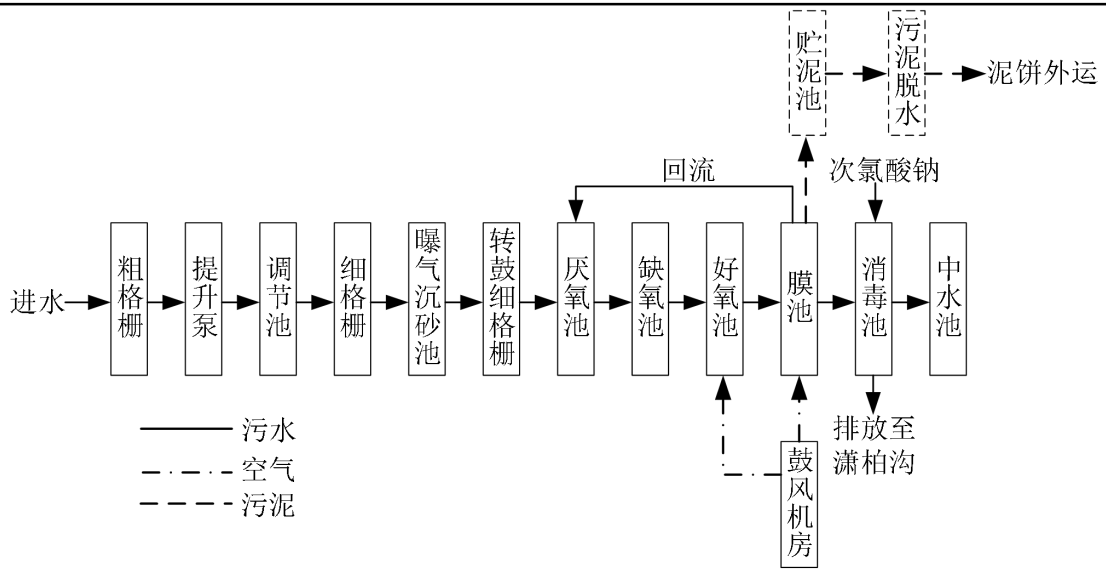 贮泥池
污泥脱水
泥饼外运
回流
次氯酸钠
进水
粗格栅
提升泵
调节池
细格栅
曝气沉砂池
转鼓细格栅
厌氧池
缺氧池
好氧池
膜池
消毒池
中水池
污水
空气
污泥
鼓风机房
排放至
潇柏沟